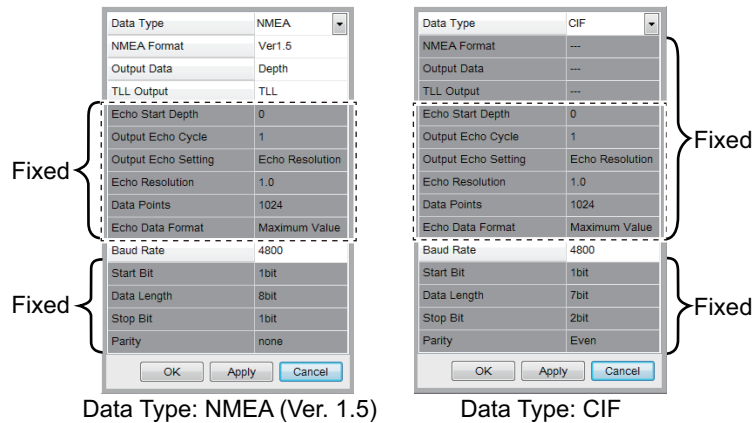 Data Type NMEA
NMEA Format Ver1.5
Output Data Depth
TLL Output TLL
Echo Start Depth 0
Output Echo Cycle 1
Output Echo Setting Echo Resolution
Echo Resolution 1.0
Data Points 1024
Echo Data Format Maximum Value
Baud Rate 4800
Start Bit 1bit
Data Length 8bit
Stop Bit 1bit
Parity none
OK Apply Cancel
Fixed
Fixed
Data Type: NMEA (Ver. 1.5)
Data Type CIF
NMEA Format ---
Output Data ---
TLL Output ---
Echo Start Depth 0
Output Echo Cycle 1
Output Echo Setting Echo Resolution
Echo Resolution 1.0
Data Points 1024
Echo Data Format Maximum Value
Baud Rate 4800
Start Bit 1bit
Data Length 7bit
Stop Bit 2bit
Parity Even
OK Apply Cancel
Fixed
Fixed
Data Type: CIF